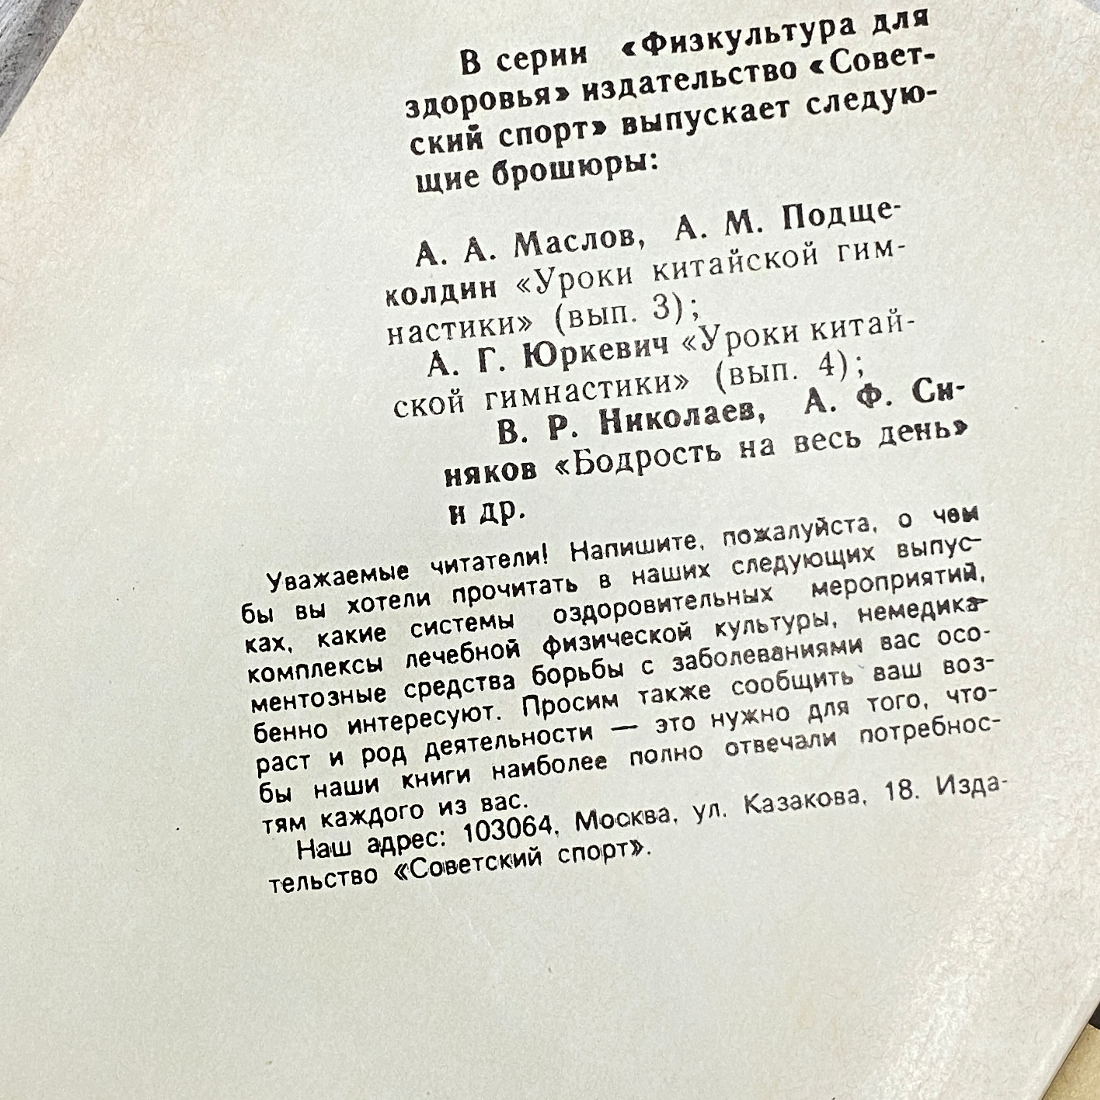 В серии «Физкультура для
здоровья» издательство «Совет-
ский спорт» выпускает следую-
щие брошюры:
А. А. Маслов, А. М. Подще-
колдин «Уроки китайской гим-
настики» (вып. 3);
А. Г. Юркевич «Уроки китай-
ской гимнастики» (вып. 4);
В. Р. Николаев, А. Ф. Си-
няков «Бодрость на весь день»
и др.
Уважаемые читатели! Напишите, пожалуйста, о чем
бы вы хотели прочитать в наших следующих выпус-
ках, какие системы оздоровительных мероприятий,
комплексы лечебной физической культуры, немедика-
ментозные средства борьбы с заболеваниями вас осо-
бенно интересуют. Просим также сообщить ваш воз-
раст и род деятельности — это нужно для того, что-
бы наши книги наиболее полно отвечали потребнос-
тям каждого из вас.
Наш адрес: 103064, Москва, ул. Казакова, 18. Изда-
тельство «Советский спорт».